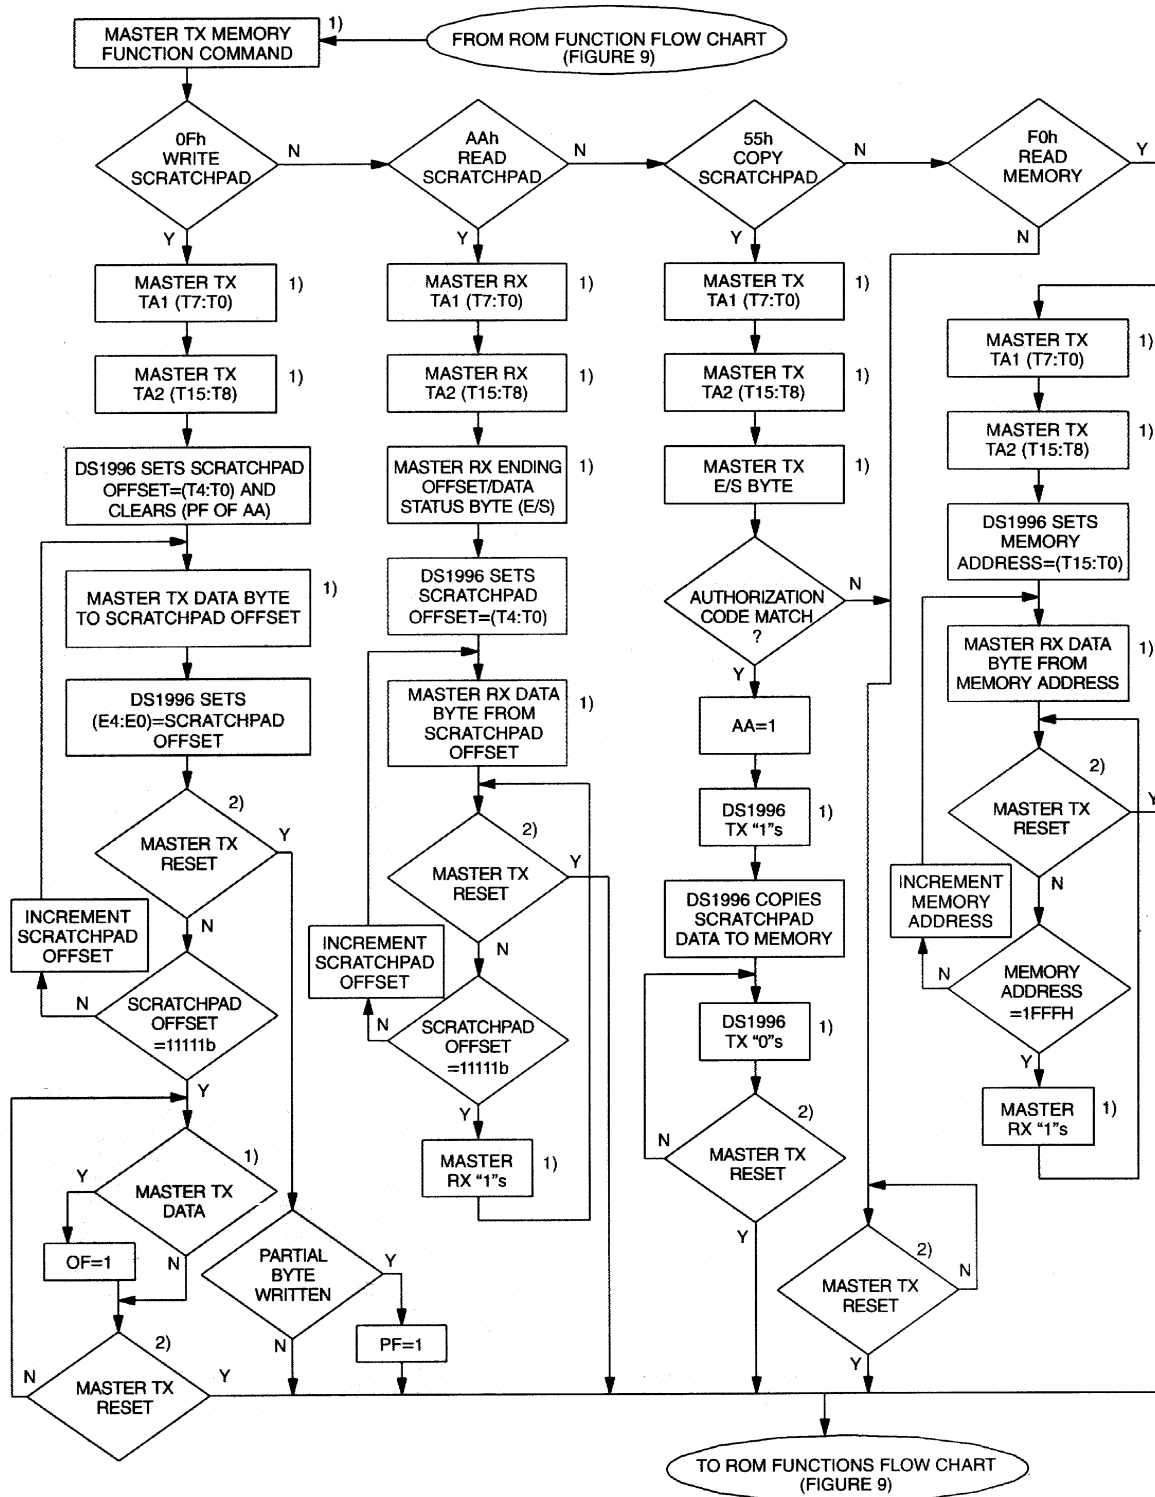 MASTER TX MEMORY
FUNCTION COMMAND
1)
FROM ROM FUNCTION FLOW CHART
(FIGURE 9)
0Fh
WRITE
SCRATCHPAD
N
Y
AAh
READ
SCRATCHPAD
N
Y
55h
COPY
SCRATCHPAD
N
Y
F0h
READ
MEMORY
Y
N
MASTER TX
TA1 (T7:T0)
1)
MASTER TX
TA2 (T15:T8)
1)
DS1996 SETS SCRATCHPAD
OFFSET=(T4:T0) AND
CLEARS (PF OF AA)
MASTER TX DATA BYTE
TO SCRATCHPAD OFFSET
1)
DS1996 SETS
(E4:E0)=SCRATCHPAD
OFFSET
2)
MASTER TX
RESET
Y
N
INCREMENT
SCRATCHPAD
OFFSET
N
SCRATCHPAD
OFFSET
=11111b
Y
1)
Y
MASTER TX
DATA
N
OF=1
2)
N
MASTER TX
RESET
Y
PARTIAL
BYTE
WRITTEN
Y
N
PF=1
MASTER RX
TA1 (T7:T0)
1)
MASTER RX
TA2 (T15:T8)
1)
MASTER RX ENDING
OFFSET/DATA
STATUS BYTE (E/S)
1)
DS1996 SETS
SCRATCHPAD
OFFSET=(T4:T0)
MASTER RX DATA
BYTE FROM
SCRATCHPAD
OFFSET
1)
2)
MASTER TX
RESET
Y
N
INCREMENT
SCRATCHPAD
OFFSET
N
SCRATCHPAD
OFFSET
=11111b
Y
MASTER
RX "1"s
1)
MASTER TX
TA1 (T7:T0)
1)
MASTER TX
TA2 (T15:T8)
1)
MASTER TX
E/S BYTE
1)
AUTHORIZATION
CODE MATCH
?
N
Y
AA=1
DS1996
TX "1"s
1)
DS1996 COPIES
SCRATCHPAD
DATA TO MEMORY
DS1996
TX "0"s
1)
2)
N
MASTER TX
RESET
Y
MASTER TX
TA1 (T7:T0)
1)
MASTER TX
TA2 (T15:T8)
1)
DS1996 SETS
MEMORY
ADDRESS=(T15:T0)
MASTER RX DATA
BYTE FROM
MEMORY ADDRESS
1)
2)
MASTER TX
RESET
Y
N
INCREMENT
MEMORY
ADDRESS
N
MEMORY
ADDRESS
=1FFFH
Y
MASTER
RX "1"s
1)
2)
MASTER TX
RESET
N
Y
TO ROM FUNCTIONS FLOW CHART
(FIGURE 9)